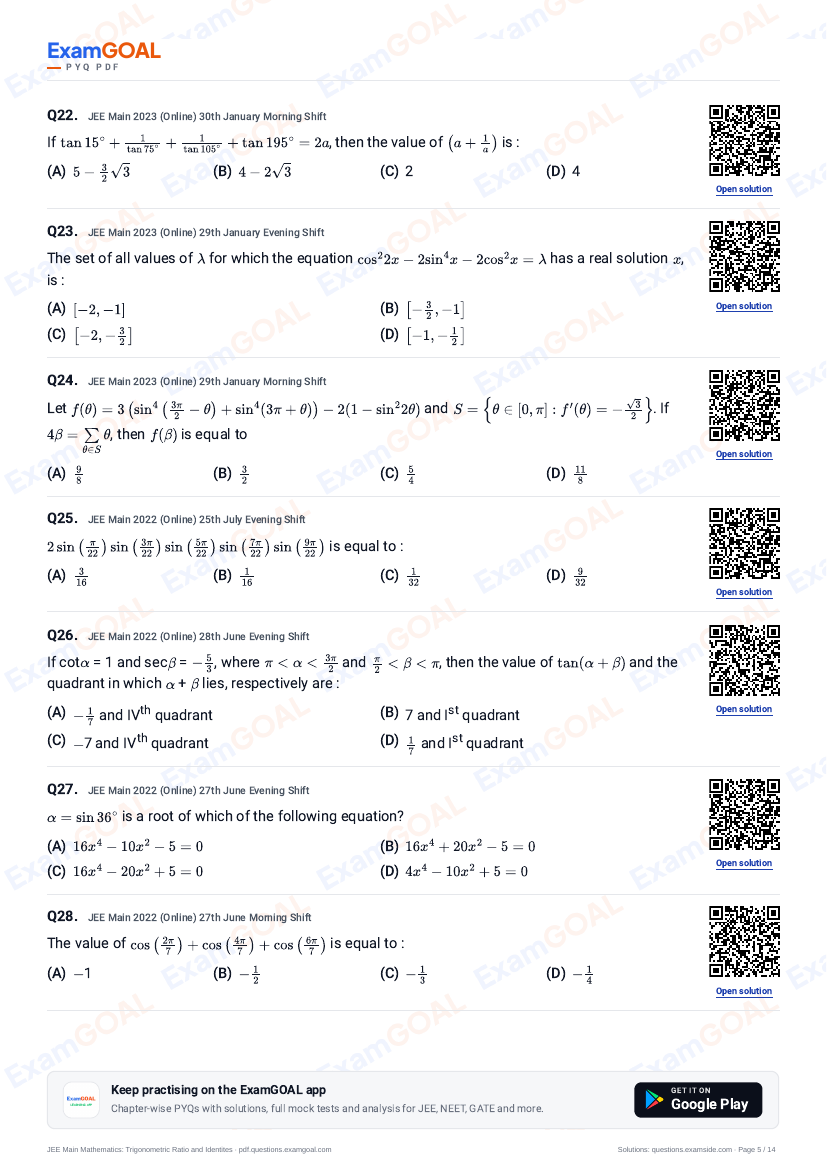 ExamGOAL
PYQ PDF
Q22. JEE Main 2023 (Online) 30th January Morning Shift
If tan 15° + 1/tan 75° + 1/tan 105° + tan 195° = 2a, then the value of (a + 1/a) is :
(A) 5 − 3/2 √3 (B) 4 − 2√3 (C) 2 (D) 4
Open solution
Q23. JEE Main 2023 (Online) 29th January Evening Shift
The set of all values of λ for which the equation cos²2x − 2sin⁴x − 2cos²x = λ has a real solution x,
is :
(A) [−2, −1] (B) [−3/2, −1]
(C) [−2, −3/2] (D) [−1, −1/2]
Open solution
Q24. JEE Main 2023 (Online) 29th January Morning Shift
Let f(θ) = 3 (sin⁴ (3π/2 − θ) + sin⁴(3π + θ)) − 2(1 − sin²2θ) and S = {θ ∈ [0, π] : f′(θ) = −√3/2}. If
4β = ∑ θ∈S θ, then f(β) is equal to
(A) 9/8 (B) 3/2 (C) 5/4 (D) 11/8
Open solution
Q25. JEE Main 2022 (Online) 25th July Evening Shift
2 sin (π/22) sin (3π/22) sin (5π/22) sin (7π/22) sin (9π/22) is equal to :
(A) 3/16 (B) 1/16 (C) 1/32 (D) 9/32
Open solution
Q26. JEE Main 2022 (Online) 28th June Evening Shift
If cotα = 1 and secβ = −5/3, where π < α < 3π/2 and π/2 < β < π, then the value of tan(α + β) and the
quadrant in which α + β lies, respectively are :
(A) −1/7 and IVth quadrant (B) 7 and Ist quadrant
(C) −7 and IVth quadrant (D) 1/7 and Ist quadrant
Open solution
Q27. JEE Main 2022 (Online) 27th June Evening Shift
α = sin 36° is a root of which of the following equation?
(A) 16x⁴ − 10x² − 5 = 0 (B) 16x⁴ + 20x² − 5 = 0
(C) 16x⁴ − 20x² + 5 = 0 (D) 4x⁴ − 10x² + 5 = 0
Open solution
Q28. JEE Main 2022 (Online) 27th June Morning Shift
The value of cos (2π/7) + cos (4π/7) + cos (6π/7) is equal to :
(A) −1 (B) −1/2 (C) −1/3 (D) −1/4
Open solution
ExamGOAL
Keep practising on the ExamGOAL app
Chapter-wise PYQs with solutions, full mock tests and analysis for JEE, NEET, GATE and more.
GET IT ON
Google Play
JEE Main Mathematics: Trigonometric Ratio and Identites · pdf.questions.examgoal.com
Solutions: questions.examside.com · Page 5 / 14